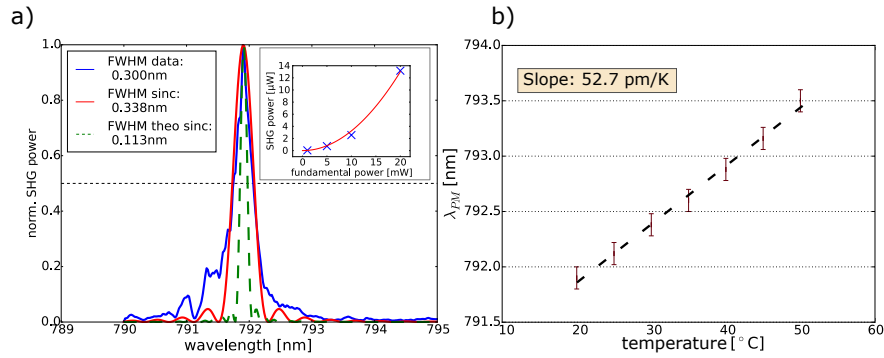 a)
b)
norm. SHG power
1.0
0.8
0.6
0.4
0.2
0.0
FWHM data:
0.300nm
FWHM sinc:
0.338nm
FWHM theo sinc:
0.113nm
SHG power [µW]
14
12
10
8
6
4
2
0
0 5 10 15 20
fundamental power [mW]
789 790 791 792 793 794 795
wavelength [nm]
λPM [nm]
794.0
793.5
793.0
792.5
792.0
791.5
Slope: 52.7 pm/K
10 20 30 40 50 60
temperature [°C]